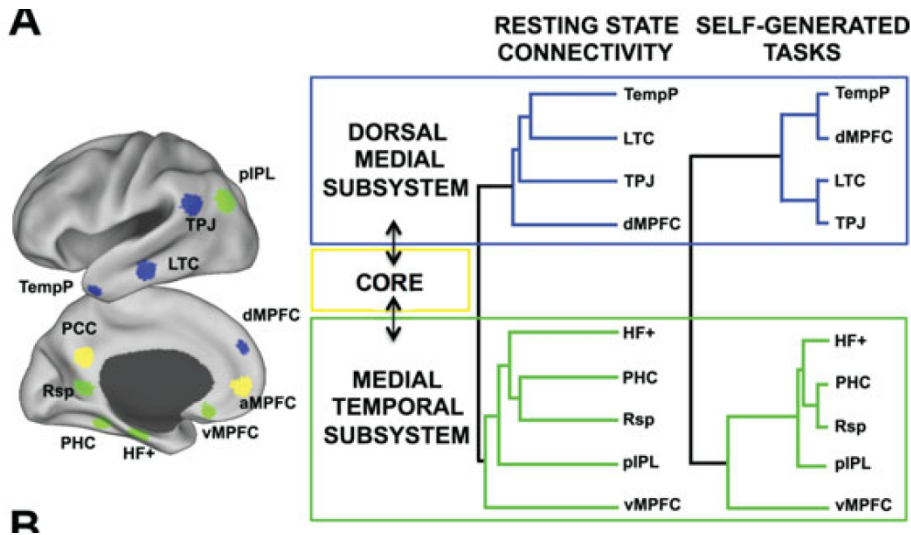 A
RESTING STATE
CONNECTIVITY
SELF-GENERATED
TASKS
pIPL
TPJ
LTC
TempP
dMPFC
PCC
Rsp
aMPFC
vMPFC
PHC
HF+
DORSAL
MEDIAL
SUBSYSTEM
CORE
MEDIAL
TEMPORAL
SUBSYSTEM
TempP
LTC
TPJ
dMPFC
HF+
PHC
Rsp
pIPL
vMPFC
TempP
dMPFC
LTC
TPJ
HF+
PHC
Rsp
pIPL
vMPFC
B